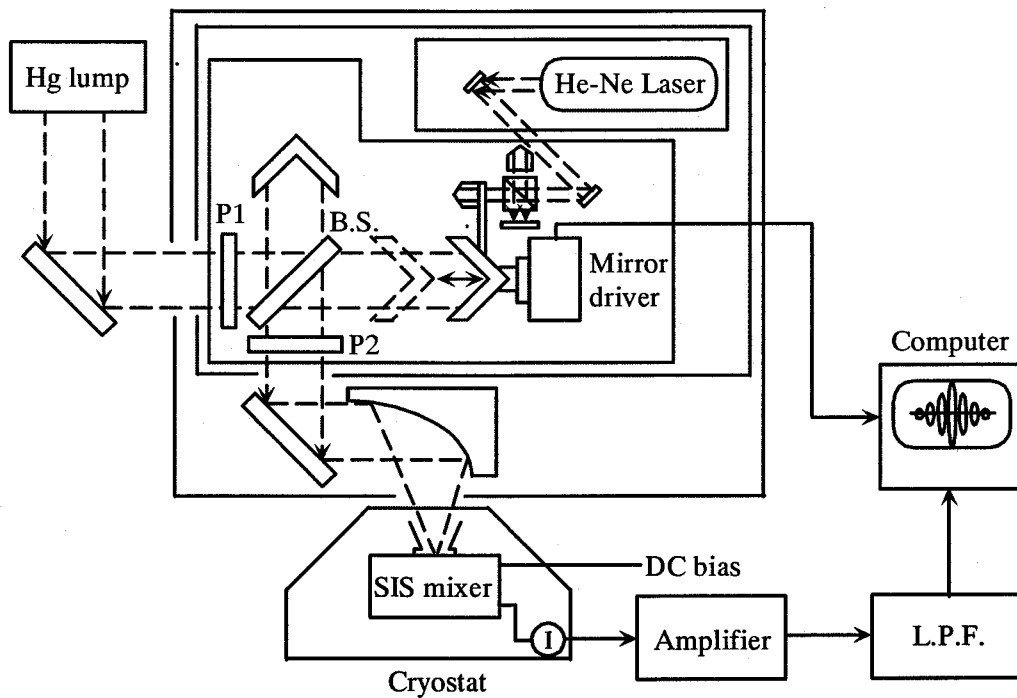 Hg lump
He-Ne Laser
P1
B.S.
Mirror
driver
P2
Computer
SIS mixer
DC bias
I
Amplifier
L.P.F.
Cryostat